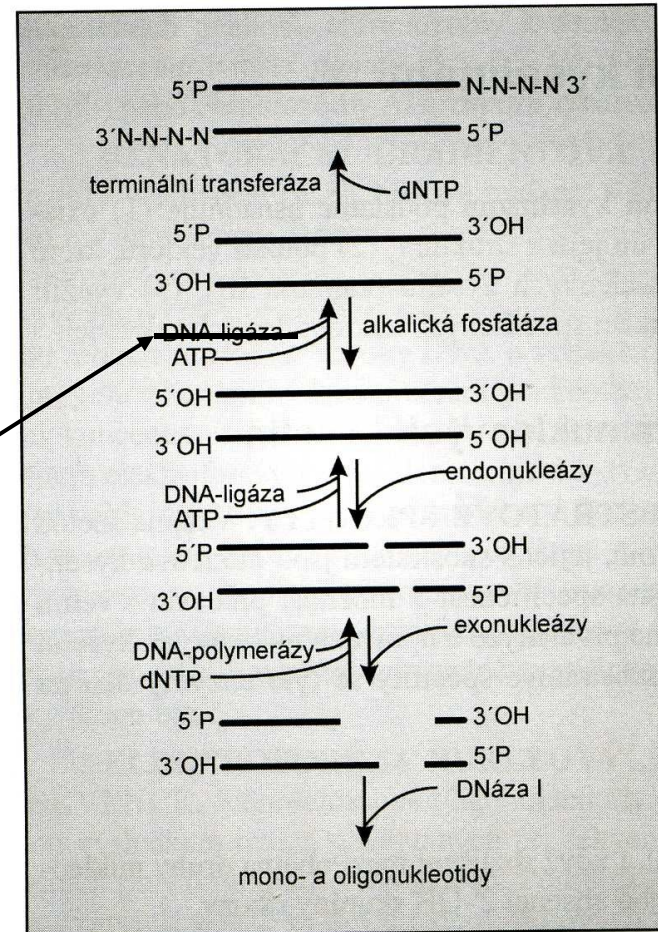 5´P N-N-N-N 3´
3´N-N-N-N 5´P
terminální transferáza dNTP
5´P 3´OH
3´OH 5´P
DNA-ligáza alkalická fosfatáza
ATP
5´OH 3´OH
3´OH 5´OH
DNA-ligáza endonukleázy
ATP
5´P 3´OH
3´OH 5´P
DNA-polymerázy exonukleázy
dNTP
5´P 3´OH
3´OH 5´P
DNáza I
mono- a oligonukleotidy